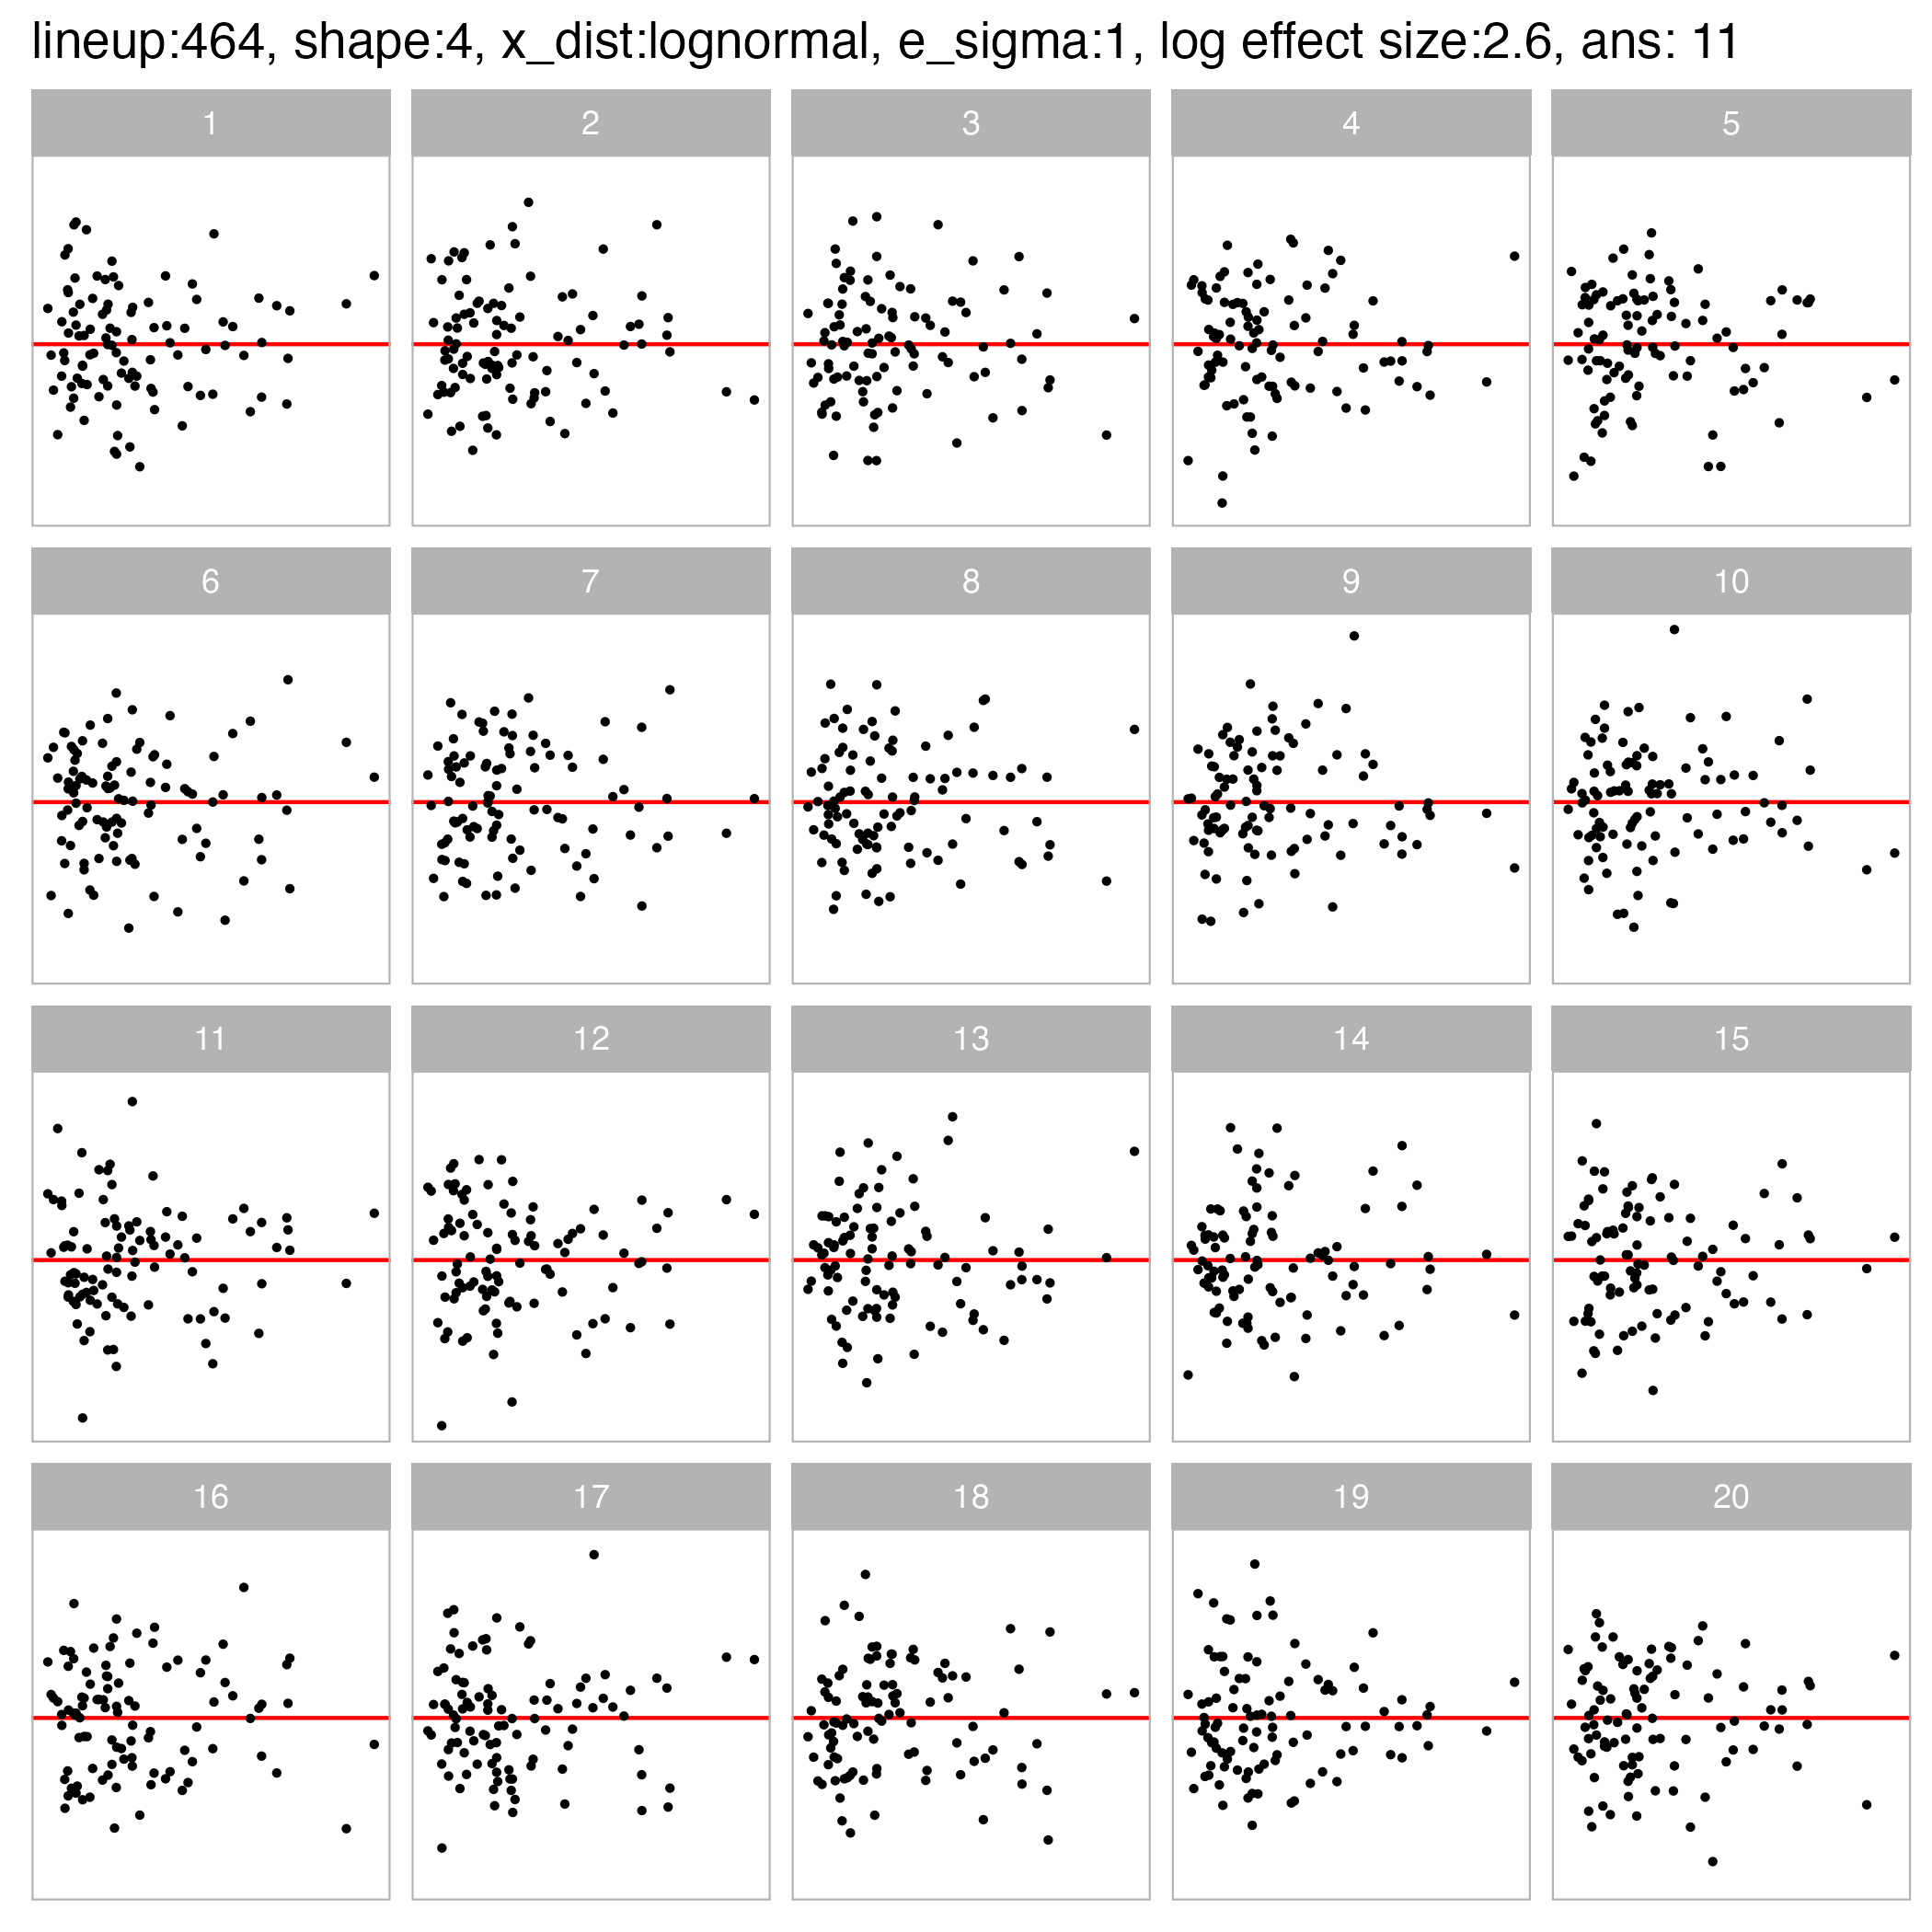 lineup:464, shape:4, x_dist:lognormal, e_sigma:1, log effect size:2.6, ans: 11
1 2 3 4 5
6 7 8 9 10
11 12 13 14 15
16 17 18 19 20